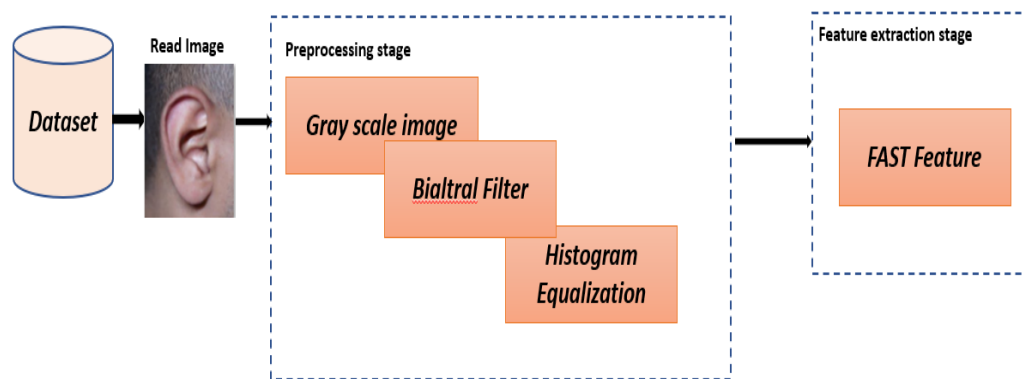 Dataset
Read Image
Preprocessing stage
Gray scale image
Bialtral Filter
Histogram
Equalization
Feature extraction stage
FAST Feature